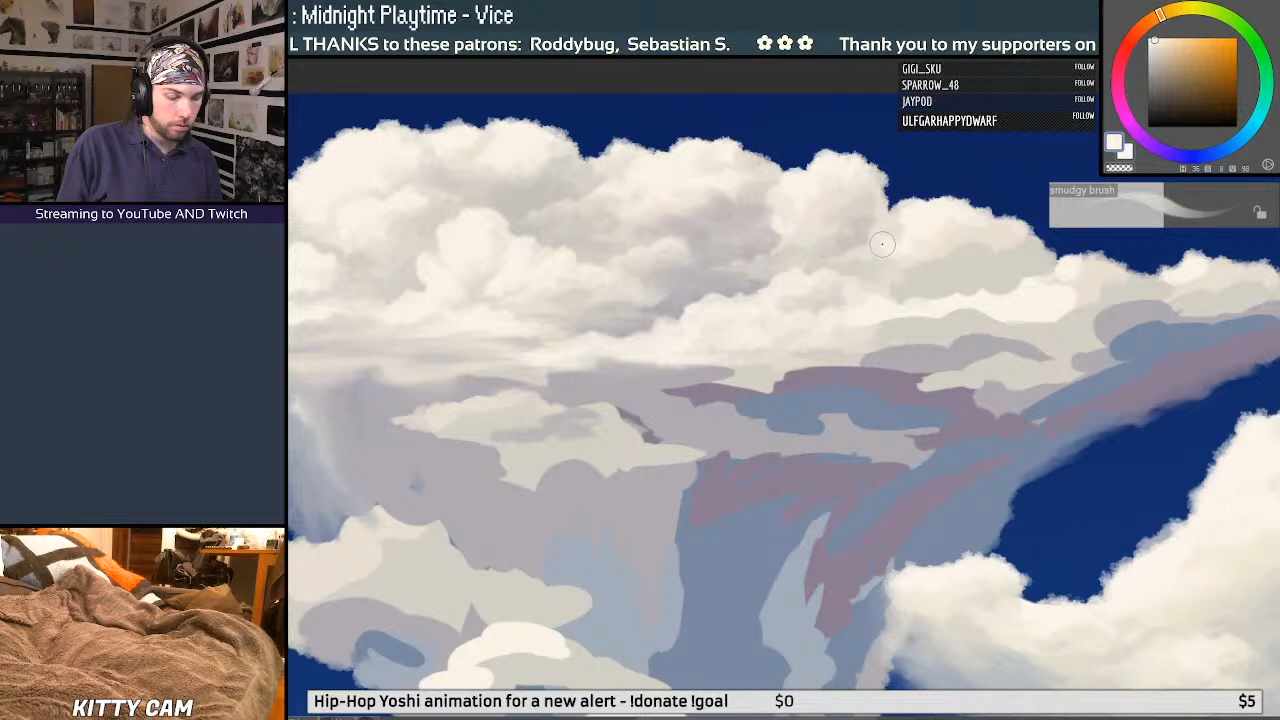 : Midnight Playtime - Vice
L THANKS to these patrons: Roddybug, Sebastian S. ✿ ✿ ✿ Thank you to my supporters on
GIGI_SKU FOLLOW
SPARROW_48 FOLLOW
JAYPOD FOLLOW
ULFGARHAPPYDWARF FOLLOW
smudgy brush
Streaming to YouTube AND Twitch
KITTY CAM
Hip-Hop Yoshi animation for a new alert - !donate !goal $0 $5